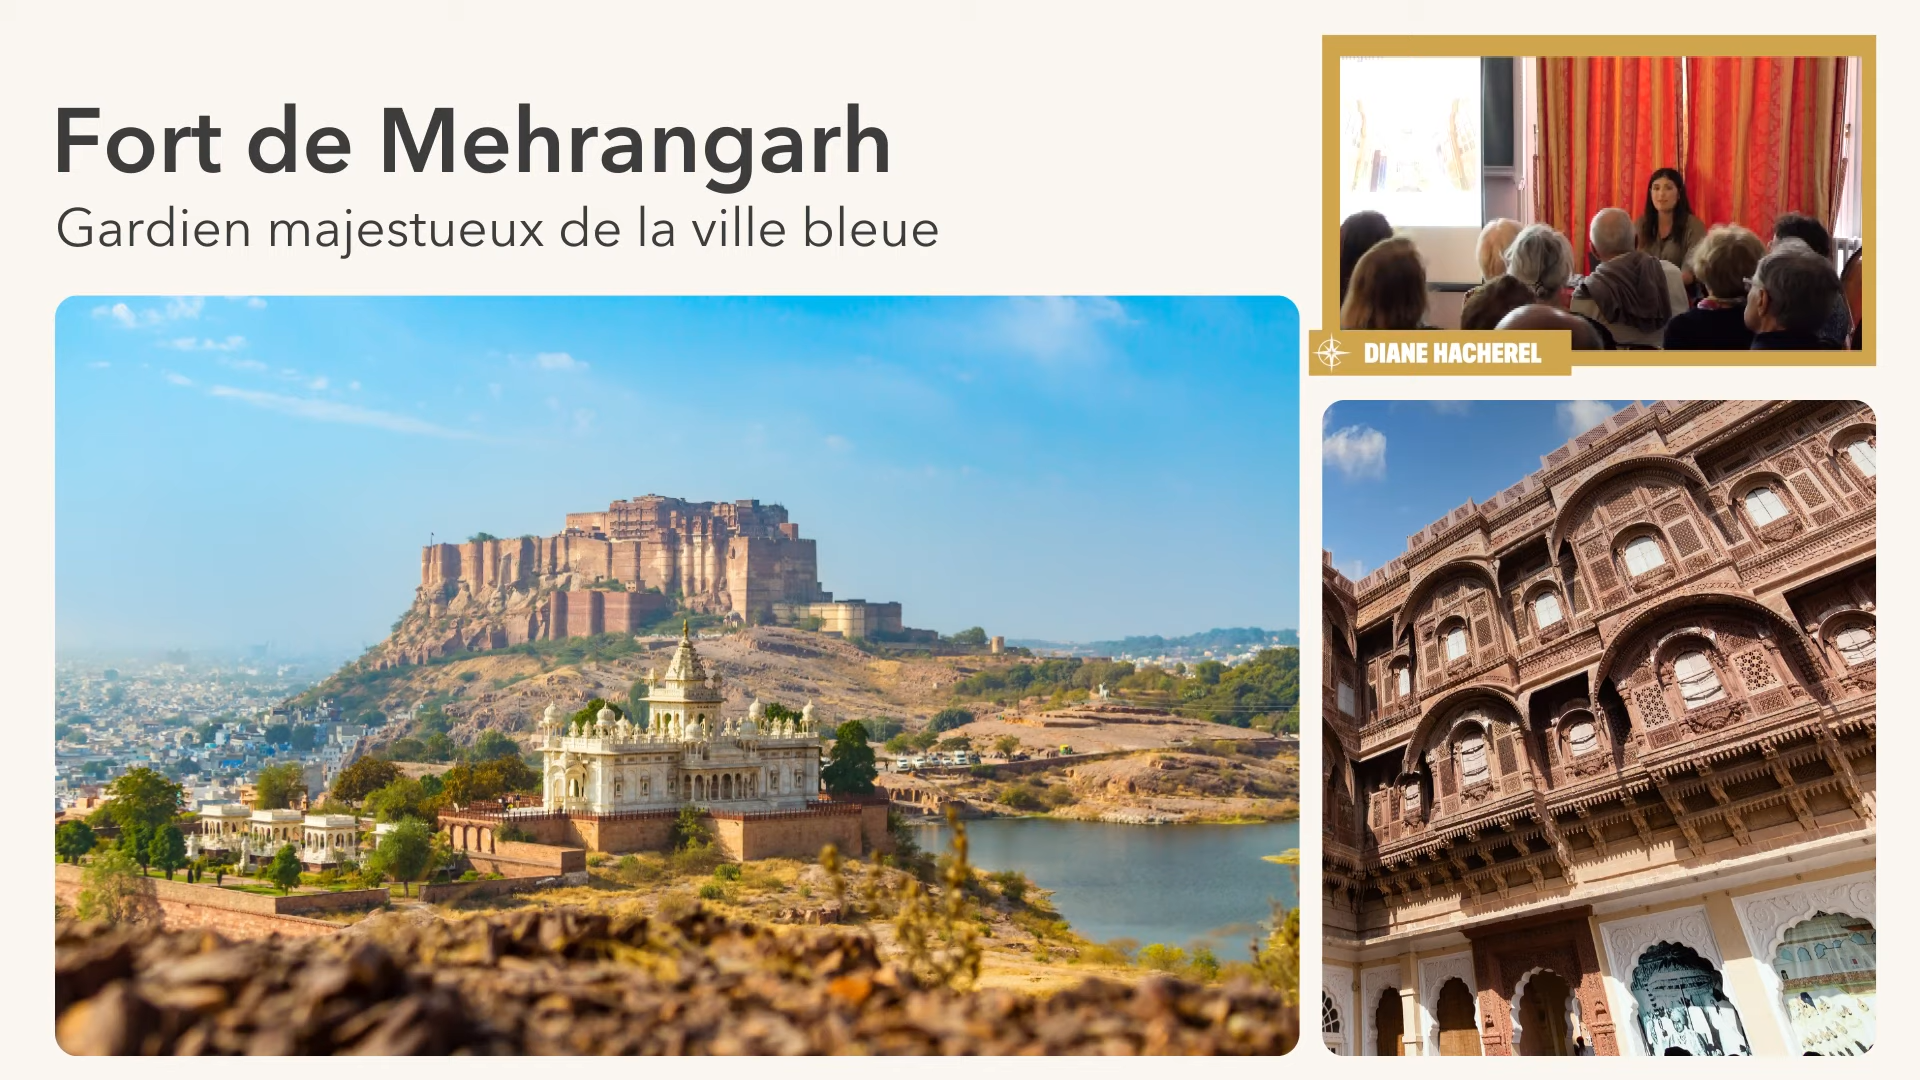 Fort de Mehrangarh
Gardien majestueux de la ville bleue
DIANE HACHEREL